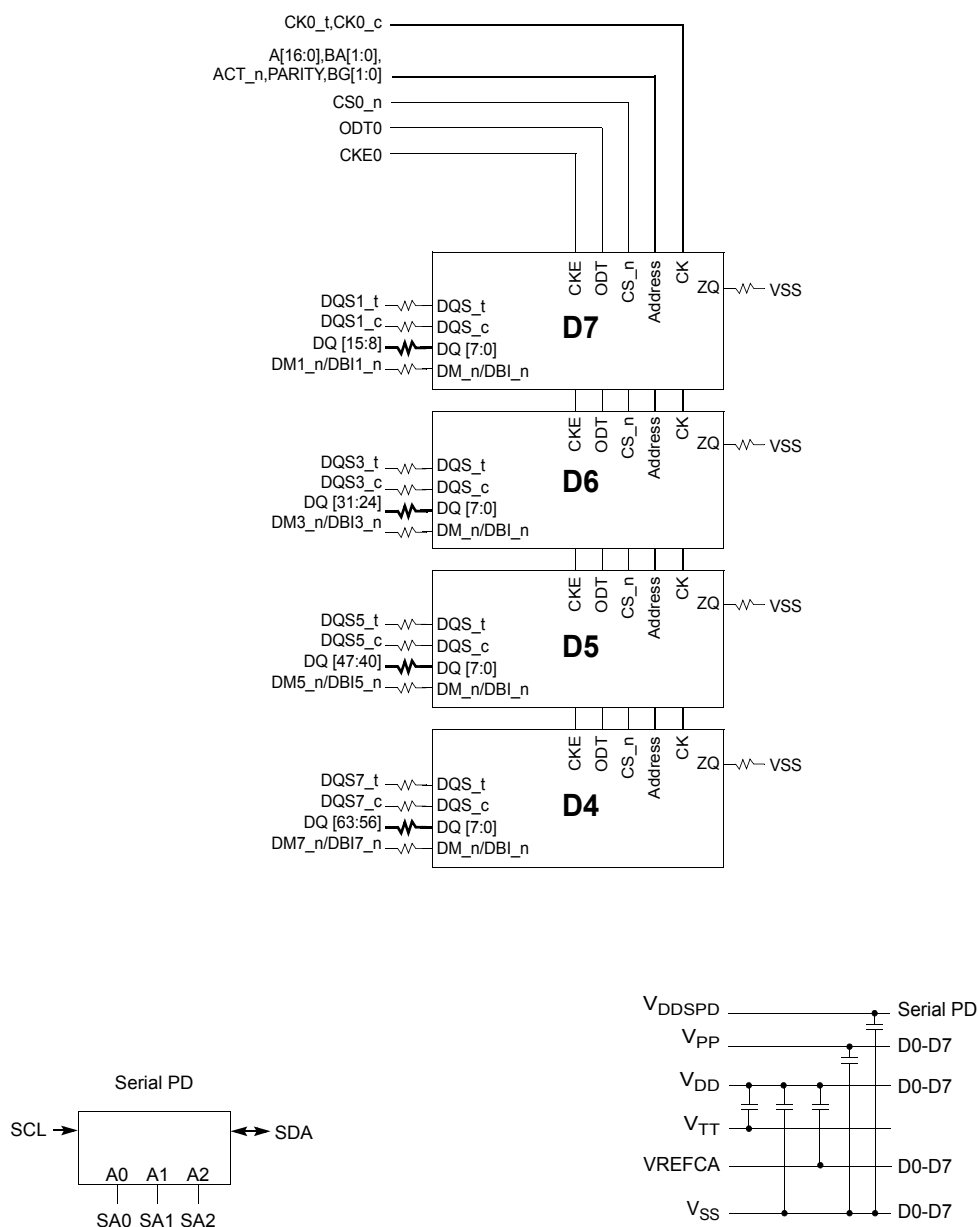 CK0_t,CK0_c
A[16:0],BA[1:0],
ACT_n,PARITY,BG[1:0]
CS0_n
ODT0
CKE0
CKE
ODT
CS_n
Address
CK
ZQ
VSS
D7
DQS1_t
DQS_t
DQS1_c
DQS_c
DQ [15:8]
DQ [7:0]
DM1_n/DBI1_n
DM_n/DBI_n
CKE
ODT
CS_n
Address
CK
ZQ
VSS
D6
DQS3_t
DQS_t
DQS3_c
DQS_c
DQ [31:24]
DQ [7:0]
DM3_n/DBI3_n
DM_n/DBI_n
CKE
ODT
CS_n
Address
CK
ZQ
VSS
D5
DQS5_t
DQS_t
DQS5_c
DQS_c
DQ [47:40]
DQ [7:0]
DM5_n/DBI5_n
DM_n/DBI_n
CKE
ODT
CS_n
Address
CK
ZQ
VSS
D4
DQS7_t
DQS_t
DQS7_c
DQS_c
DQ [63:56]
DQ [7:0]
DM7_n/DBI7_n
DM_n/DBI_n
Serial PD
SCL
SDA
A0 A1 A2
SA0 SA1 SA2
VDDSPD
Serial PD
VPP
D0-D7
VDD
D0-D7
VTT
VREFCA
D0-D7
VSS
D0-D7